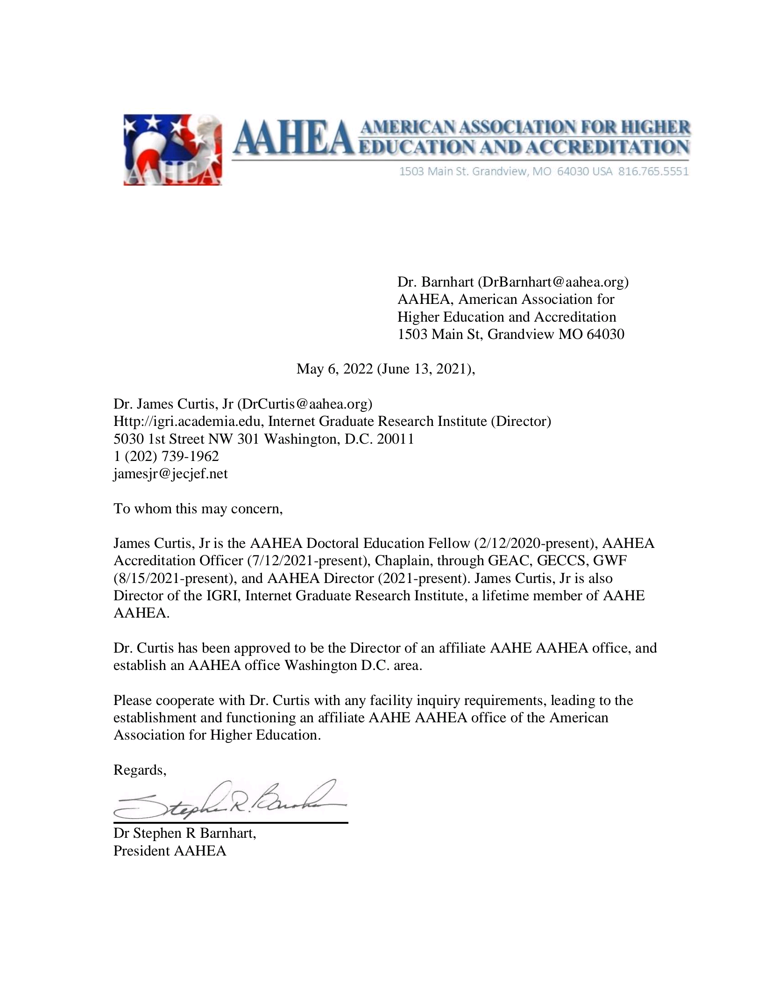 AAHEA
AAHEA AMERICAN ASSOCIATION FOR HIGHER
EDUCATION AND ACCREDITATION
1503 Main St. Grandview, MO 64030 USA 816.765.5551
Dr. Barnhart (DrBarnhart@aahea.org)
AAHEA, American Association for
Higher Education and Accreditation
1503 Main St, Grandview MO 64030
May 6, 2022 (June 13, 2021),
Dr. James Curtis, Jr (DrCurtis@aahea.org)
Http://igri.academia.edu, Internet Graduate Research Institute (Director)
5030 1st Street NW 301 Washington, D.C. 20011
1 (202) 739-1962
jamesjr@jecjef.net
To whom this may concern,
James Curtis, Jr is the AAHEA Doctoral Education Fellow (2/12/2020-present), AAHEA
Accreditation Officer (7/12/2021-present), Chaplain, through GEAC, GECCS, GWF
(8/15/2021-present), and AAHEA Director (2021-present). James Curtis, Jr is also
Director of the IGRI, Internet Graduate Research Institute, a lifetime member of AAHE
AAHEA.
Dr. Curtis has been approved to be the Director of an affiliate AAHE AAHEA office, and
establish an AAHEA office Washington D.C. area.
Please cooperate with Dr. Curtis with any facility inquiry requirements, leading to the
establishment and functioning an affiliate AAHE AAHEA office of the American
Association for Higher Education.
Regards,
Stephen R. Barnhart
Dr Stephen R Barnhart,
President AAHEA